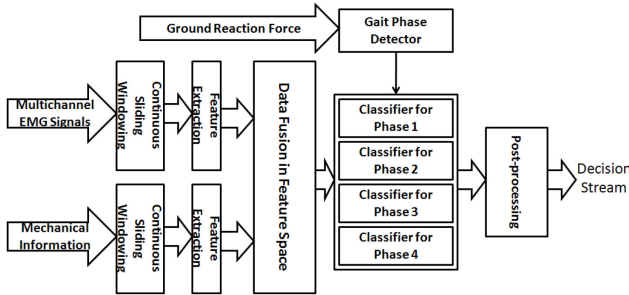 Ground Reaction Force
Gait Phase
Detector
Multichannel
EMG Signals
Continuous
Sliding
Windowing
Feature
Extraction
Data Fusion in Feature Space
Classifier for
Phase 1
Classifier for
Phase 2
Classifier for
Phase 3
Classifier for
Phase 4
Post-processing
Decision
Stream
Mechanical
Information
Continuous
Sliding
Windowing
Feature
Extraction